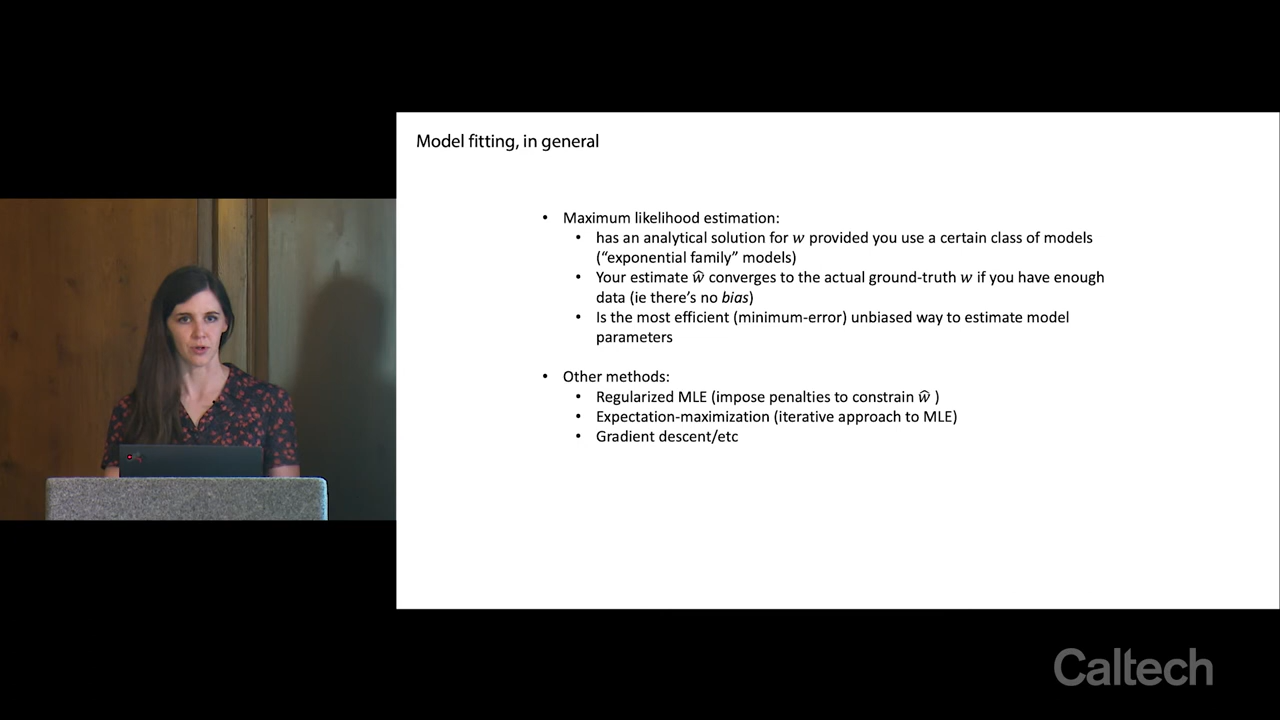 Model fitting, in general
• Maximum likelihood estimation:
• has an analytical solution for w provided you use a certain class of models
("exponential family" models)
• Your estimate ŵ converges to the actual ground-truth w if you have enough
data (ie there's no bias)
• Is the most efficient (minimum-error) unbiased way to estimate model
parameters
• Other methods:
• Regularized MLE (impose penalties to constrain ŵ )
• Expectation-maximization (iterative approach to MLE)
• Gradient descent/etc
Caltech